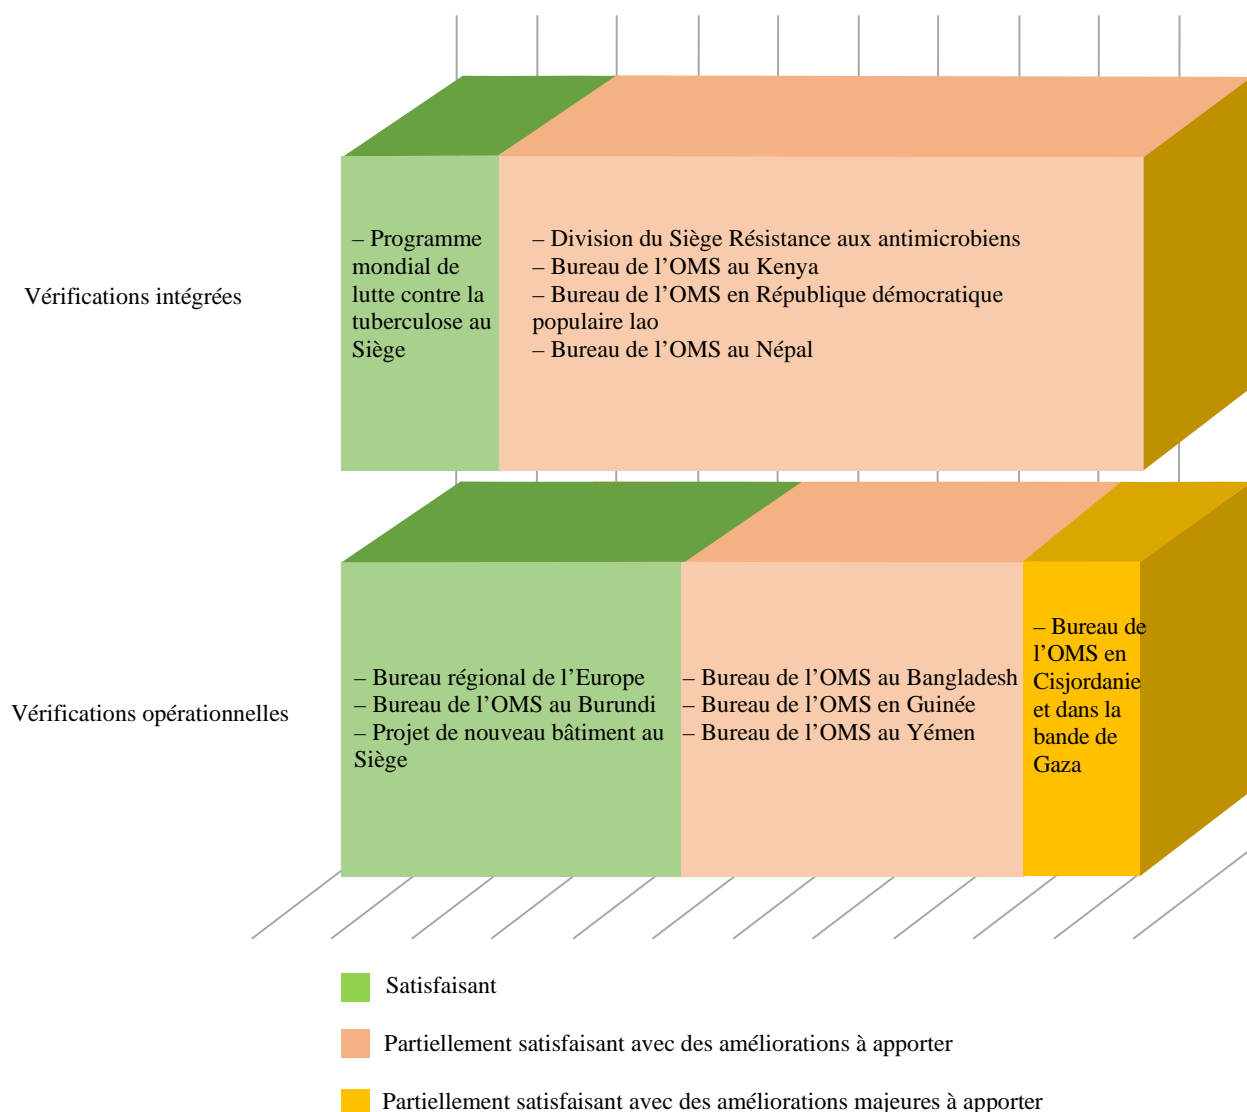 Vérifications intégrées
– Programme
mondial de
lutte contre la
tuberculose au
Siège
– Division du Siège Résistance aux antimicrobiens
– Bureau de l’OMS au Kenya
– Bureau de l’OMS en République démocratique
populaire lao
– Bureau de l’OMS au Népal
Vérifications opérationnelles
– Bureau régional de l’Europe
– Bureau de l’OMS au Burundi
– Projet de nouveau bâtiment au
Siège
– Bureau de l’OMS au Bangladesh
– Bureau de l’OMS en Guinée
– Bureau de l’OMS au Yémen
– Bureau de
l’OMS en
Cisjordanie
et dans la
bande de
Gaza
Satisfaisant
Partiellement satisfaisant avec des améliorations à apporter
Partiellement satisfaisant avec des améliorations majeures à apporter